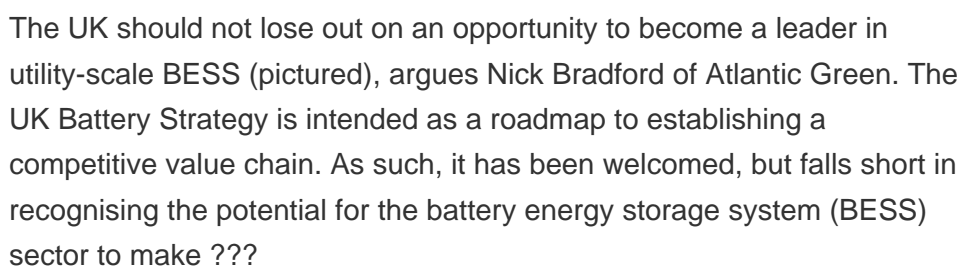 The UK should not lose out on an opportunity to become a leader in
utility-scale BESS (pictured), argues Nick Bradford of Atlantic Green. The
UK Battery Strategy is intended as a roadmap to establishing a
competitive value chain. As such, it has been welcomed, but falls short in
recognising the potential for the battery energy storage system (BESS)
sector to make ???